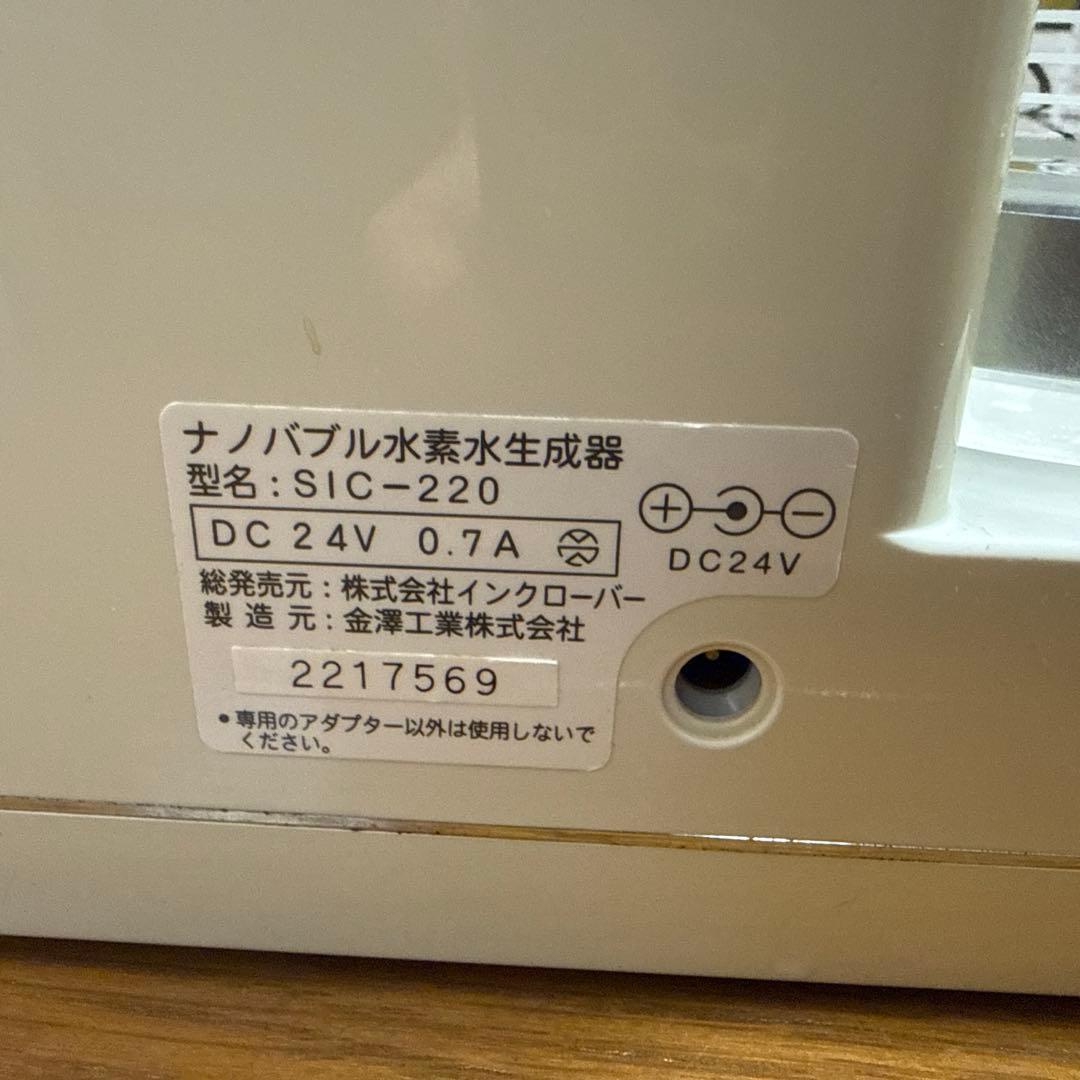 ナノバブル水素水生成器
型名：SIC-220
DC 24V 0.7A
DC24V
総発売元：株式会社インクローバー
製造元：金澤工業株式会社
2217569
●専用のアダプター以外は使用しないで
ください。